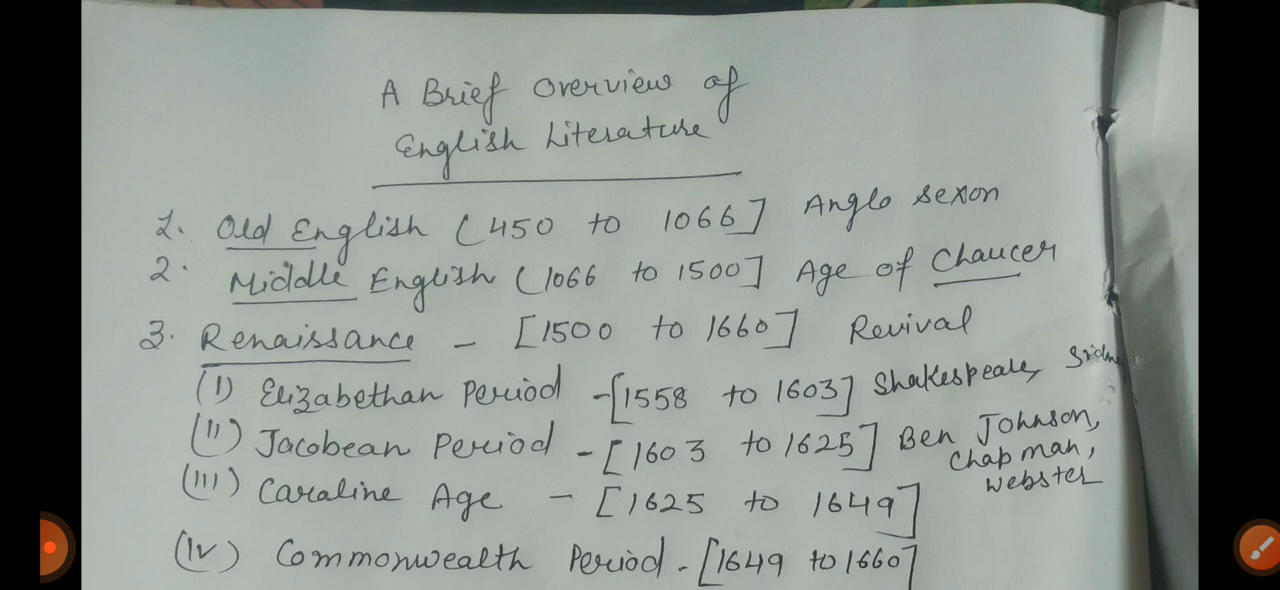 A Brief Overview of
English Literature
1. Old English (450 to 1066] Anglo Sexon
2. Middle English (1066 to 1500] Age of Chaucer
3. Renaissance - [1500 to 1660] Revival
(I) Elizabethan Period - [1558 to 1603] Shakespeare,
(II) Jacobean Period - [1603 to 1625] Ben Johnson,
Chapman,
Webster
(III) Caraline Age - [1625 to 1649]
(IV) Commonwealth Period - [1649 to 1660]